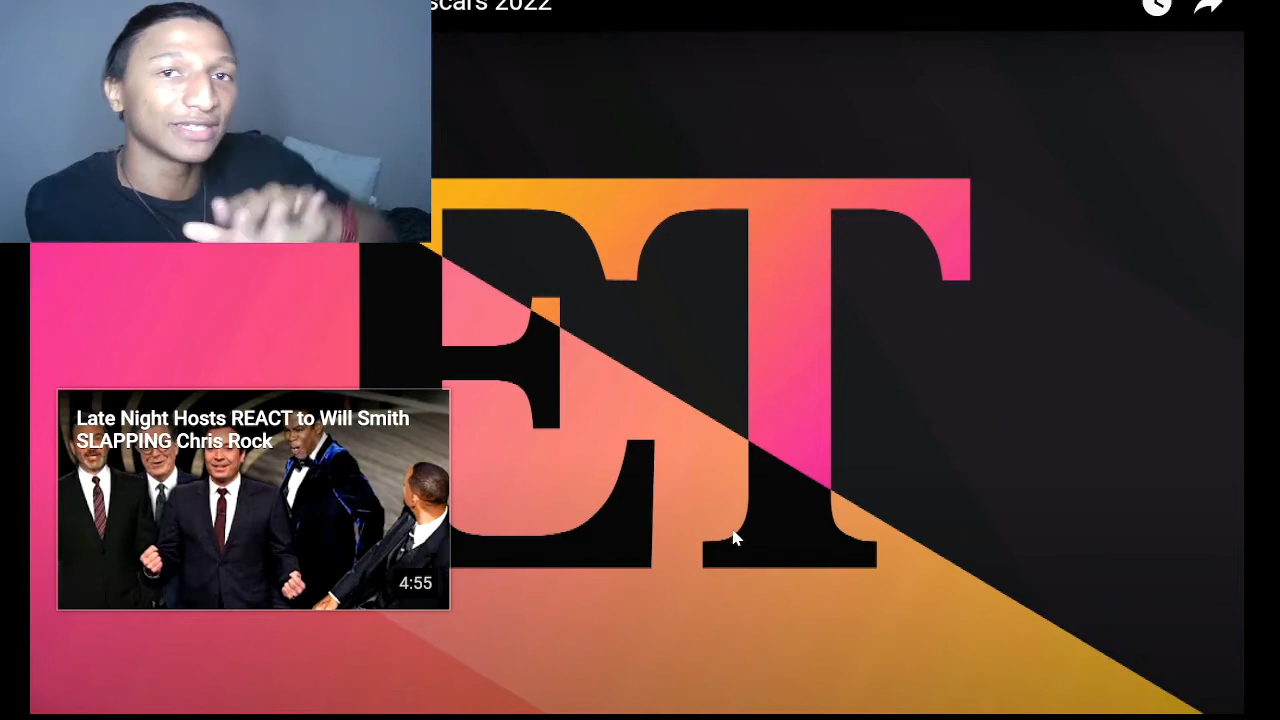 scars 2022
ET
Late Night Hosts REACT to Will Smith
SLAPPING Chris Rock
4:55